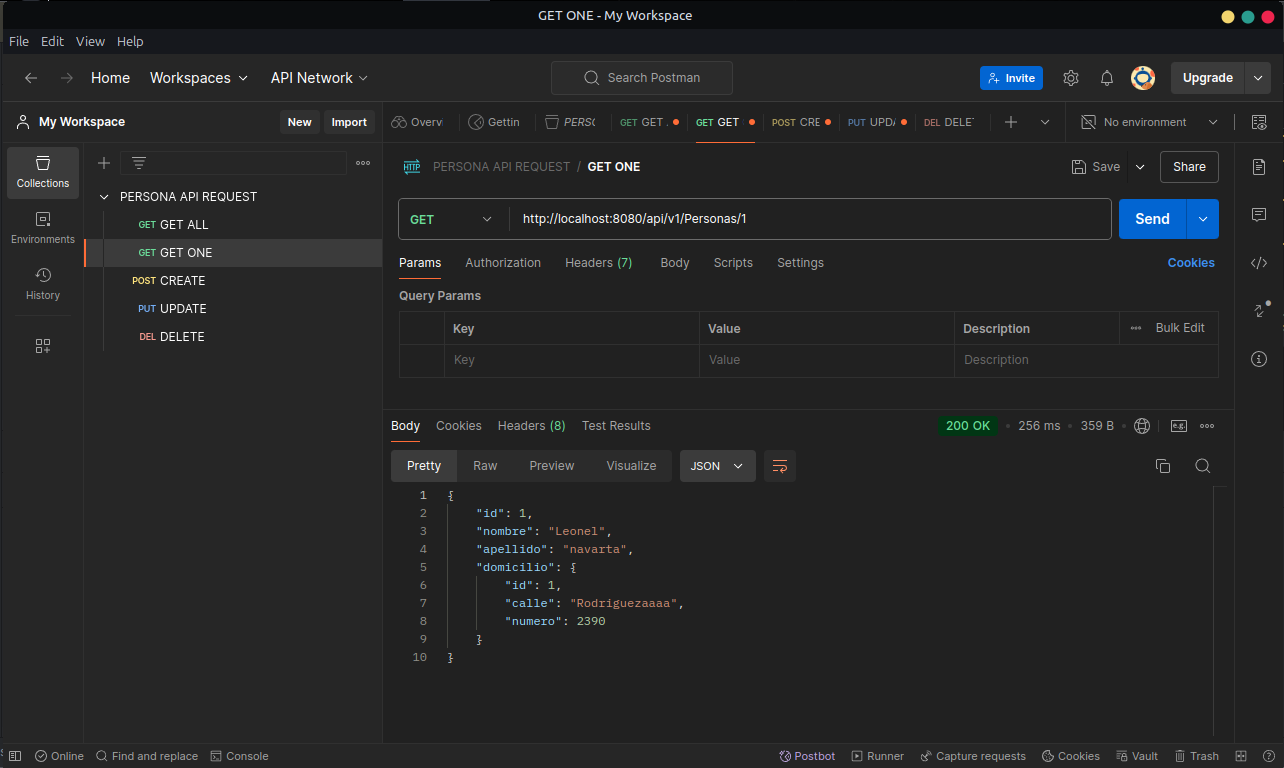 GET ONE - My Workspace
File Edit View Help
Home Workspaces API Network Search Postman Invite Upgrade
My Workspace New Import Overvi Gettin PERSO GET GET . GET GET POST CRE PUT UPDA DEL DELET No environment
Collections
Environments
History
PERSONA API REQUEST
GET GET ALL
GET GET ONE
POST CREATE
PUT UPDATE
DEL DELETE
HTTP PERSONA API REQUEST / GET ONE Save Share
GET http://localhost:8080/api/v1/Personas/1 Send
Params Authorization Headers (7) Body Scripts Settings Cookies
Query Params
Key Value Description Bulk Edit
Key Value Description
Body Cookies Headers (8) Test Results 200 OK 256 ms 359 B e.g.
Pretty Raw Preview Visualize JSON
1 {
2 "id": 1,
3 "nombre": "Leonel",
4 "apellido": "navarta",
5 "domicilio": {
6 "id": 1,
7 "calle": "Rodriguezaaaa",
8 "numero": 2390
9 }
10 }
Online Find and replace Console Postbot Runner Capture requests Cookies Vault Trash